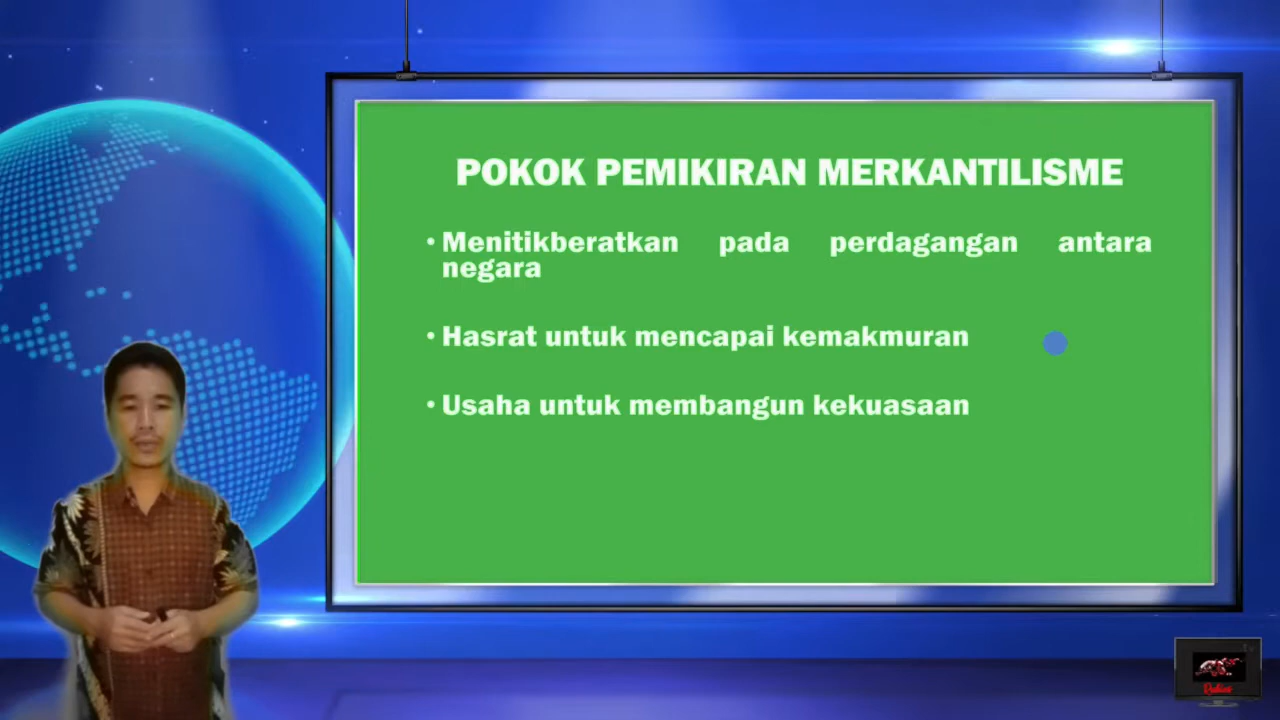 POKOK PEMIKIRAN MERKANTILISME
• Menitikberatkan pada perdagangan antara
negara
• Hasrat untuk mencapai kemakmuran
• Usaha untuk membangun kekuasaan